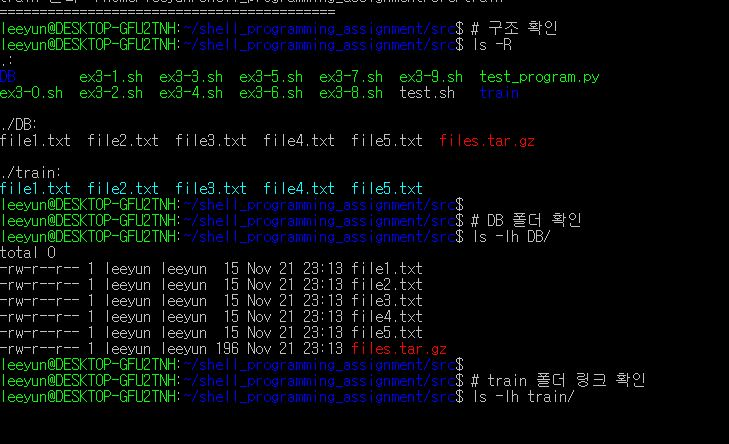 =====================================
leeyun@DESKTOP-GFU2TNH:~/shell_programming_assignment/src$ # 구조 확인
leeyun@DESKTOP-GFU2TNH:~/shell_programming_assignment/src$ ls -R
.:
DB ex3-1.sh ex3-3.sh ex3-5.sh ex3-7.sh ex3-9.sh test_program.py
ex3-0.sh ex3-2.sh ex3-4.sh ex3-6.sh ex3-8.sh test.sh train
./DB:
file1.txt file2.txt file3.txt file4.txt file5.txt files.tar.gz
./train:
file1.txt file2.txt file3.txt file4.txt file5.txt
leeyun@DESKTOP-GFU2TNH:~/shell_programming_assignment/src$
leeyun@DESKTOP-GFU2TNH:~/shell_programming_assignment/src$ # DB 폴더 확인
leeyun@DESKTOP-GFU2TNH:~/shell_programming_assignment/src$ ls -lh DB/
total 0
-rw-r--r-- 1 leeyun leeyun 15 Nov 21 23:13 file1.txt
-rw-r--r-- 1 leeyun leeyun 15 Nov 21 23:13 file2.txt
-rw-r--r-- 1 leeyun leeyun 15 Nov 21 23:13 file3.txt
-rw-r--r-- 1 leeyun leeyun 15 Nov 21 23:13 file4.txt
-rw-r--r-- 1 leeyun leeyun 15 Nov 21 23:13 file5.txt
-rw-r--r-- 1 leeyun leeyun 196 Nov 21 23:13 files.tar.gz
leeyun@DESKTOP-GFU2TNH:~/shell_programming_assignment/src$
leeyun@DESKTOP-GFU2TNH:~/shell_programming_assignment/src$ # train 폴더 링크 확인
leeyun@DESKTOP-GFU2TNH:~/shell_programming_assignment/src$ ls -lh train/